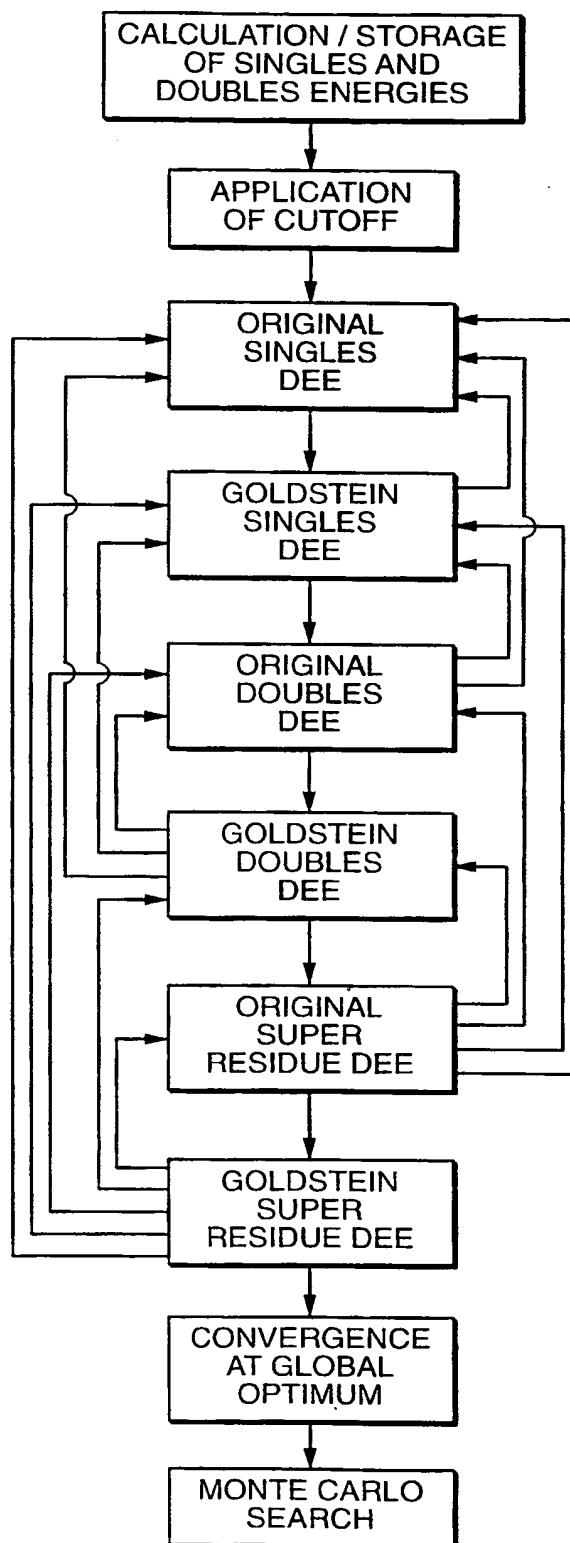 CALCULATION / STORAGE
OF SINGLES AND
DOUBLES ENERGIES
APPLICATION
OF CUTOFF
ORIGINAL
SINGLES
DEE
GOLDSTEIN
SINGLES
DEE
ORIGINAL
DOUBLES
DEE
GOLDSTEIN
DOUBLES
DEE
ORIGINAL
SUPER
RESIDUE DEE
GOLDSTEIN
SUPER
RESIDUE DEE
CONVERGENCE
AT GLOBAL
OPTIMUM
MONTE CARLO
SEARCH